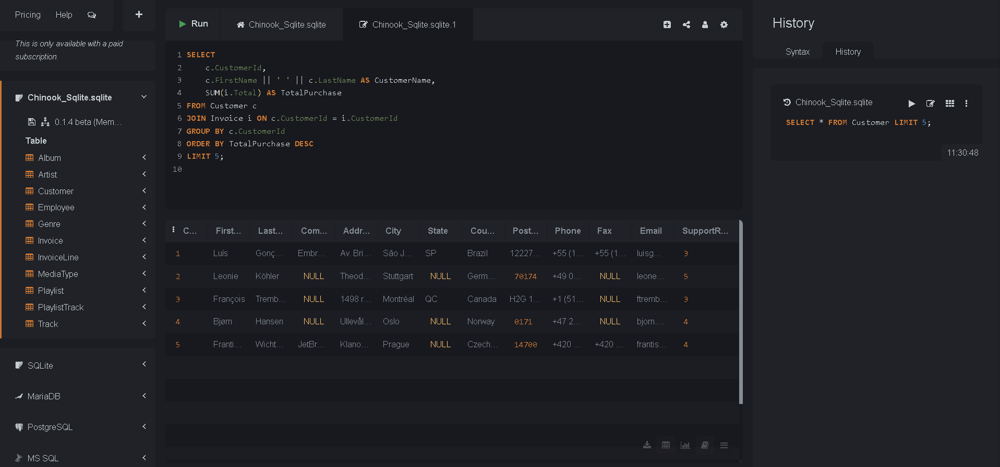 Pricing Help
This is only available with a paid
subscription.
Chinook_Sqlite.sqlite
0.1.4 beta (Mem...
Table
Album
Artist
Customer
Employee
Genre
Invoice
InvoiceLine
MediaType
Playlist
PlaylistTrack
Track
SQLite
MariaDB
PostgreSQL
MS SQL
Run Chinook_Sqlite.sqlite Chinook_Sqlite.sqlite.1
1 SELECT
2 c.CustomerId,
3 c.FirstName || ' ' || c.LastName AS CustomerName,
4 SUM(i.Total) AS TotalPurchase
5 FROM Customer c
6 JOIN Invoice i ON c.CustomerId = i.CustomerId
7 GROUP BY c.CustomerId
8 ORDER BY TotalPurchase DESC
9 LIMIT 5;
10
C... First... Last... Com... Addr... City State Cou... Post... Phone Fax Email SupportR...
1 Luís Gonç... Embr... Av. Bri... São J... SP Brazil 12227... +55 (1... +55 (1... luisg... 3
2 Leonie Köhler NULL Theod... Stuttgart NULL Germ... 70174 +49 0... NULL leone... 5
3 François Tremb... NULL 1498 r... Montréal QC Canada H2G 1... +1 (51... NULL ftremb... 3
4 Bjørn Hansen NULL Ullevål... Oslo NULL Norway 0171 +47 2... NULL bjorn.... 4
5 Franti... Wicht... JetBr... Klano... Prague NULL Czech... 14700 +420 ... +420 ... frantis... 4
History
Syntax History
Chinook_Sqlite.sqlite
SELECT * FROM Customer LIMIT 5;
11:30:48